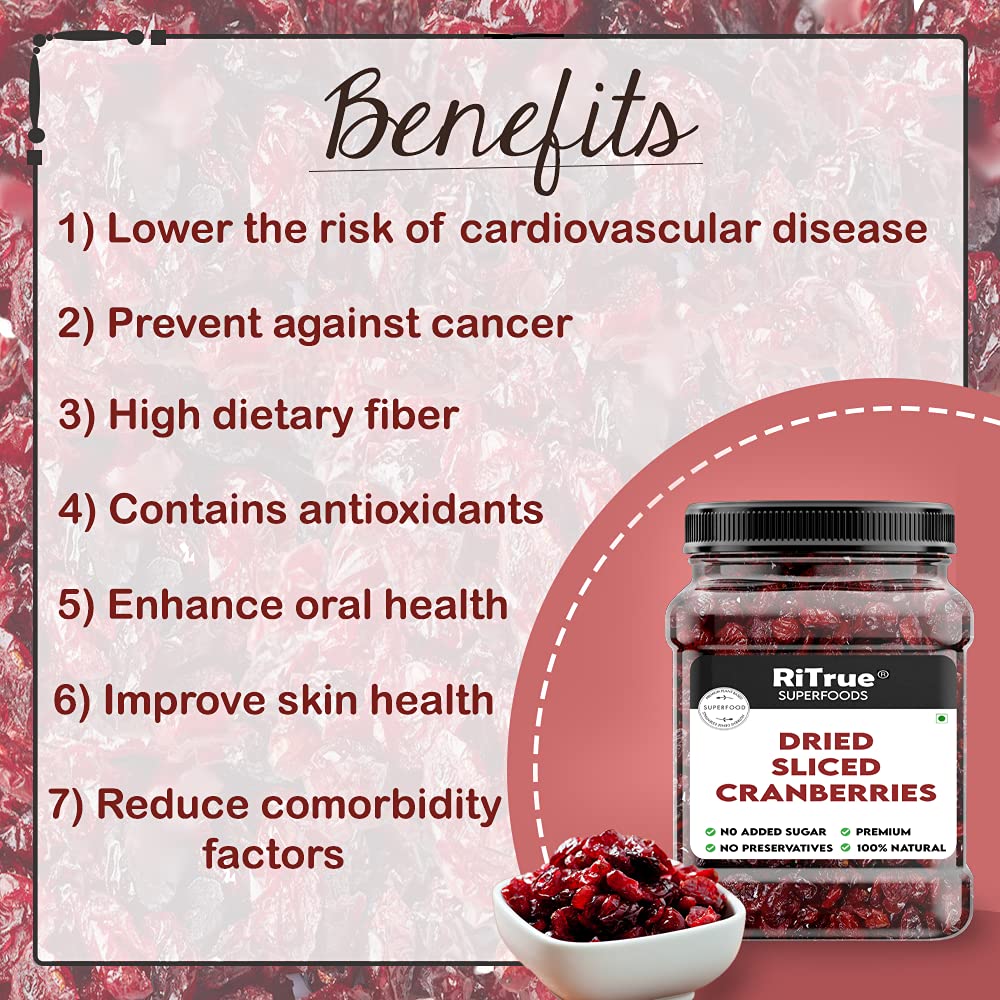 Benefits
1) Lower the risk of cardiovascular disease
2) Prevent against cancer
3) High dietary fiber
4) Contains antioxidants
5) Enhance oral health
6) Improve skin health
7) Reduce comorbidity
factors
RiTrue®
SUPERFOODS
SUPERFOOD
DRIED
SLICED
CRANBERRIES
NO ADDED SUGAR PREMIUM
NO PRESERVATIVES 100% NATURAL